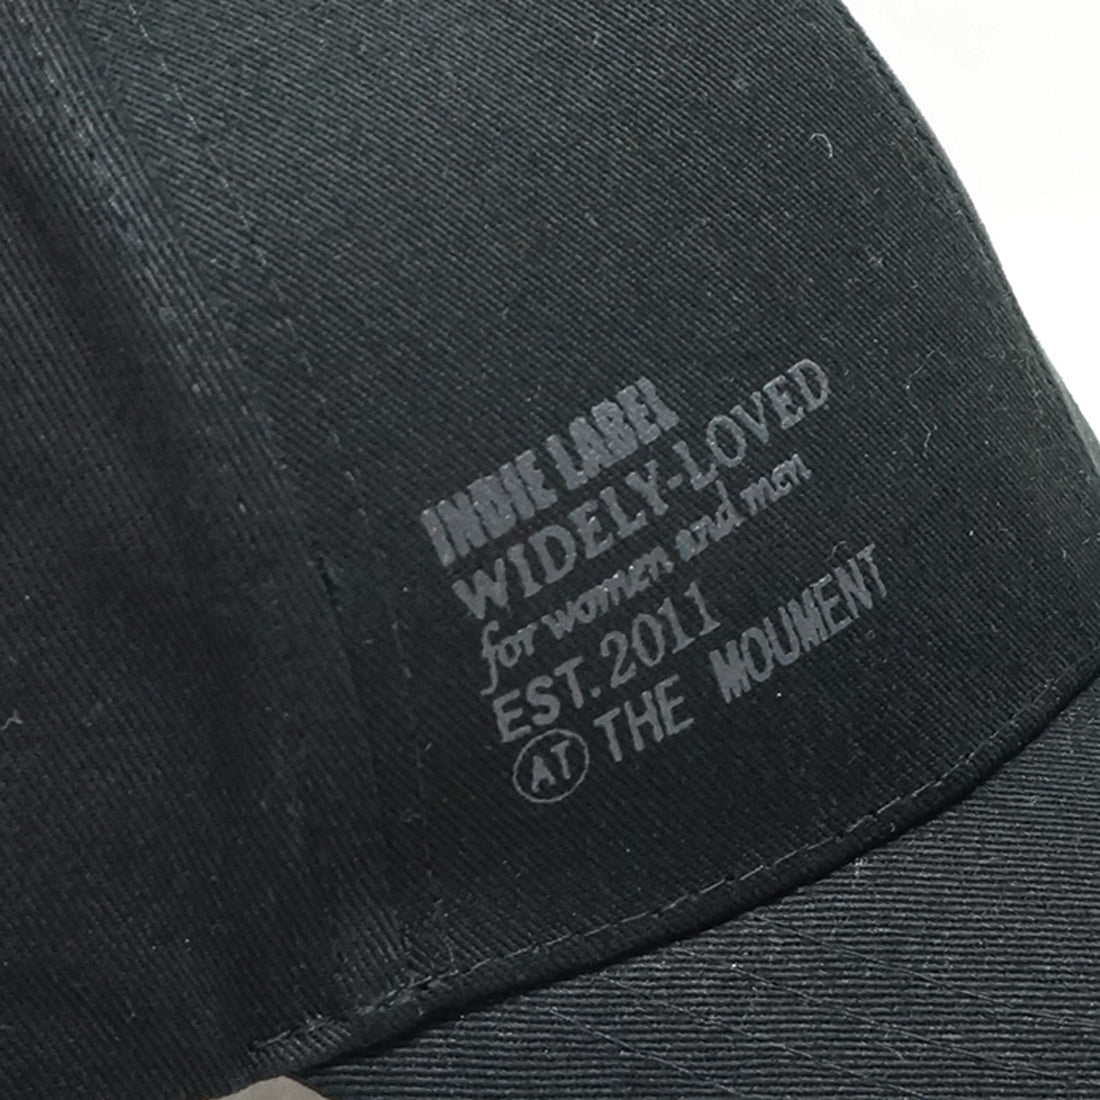 INDIE LABEL
WIDELY-LOVED
for women and men
EST. 2011
AT THE MOUMENT